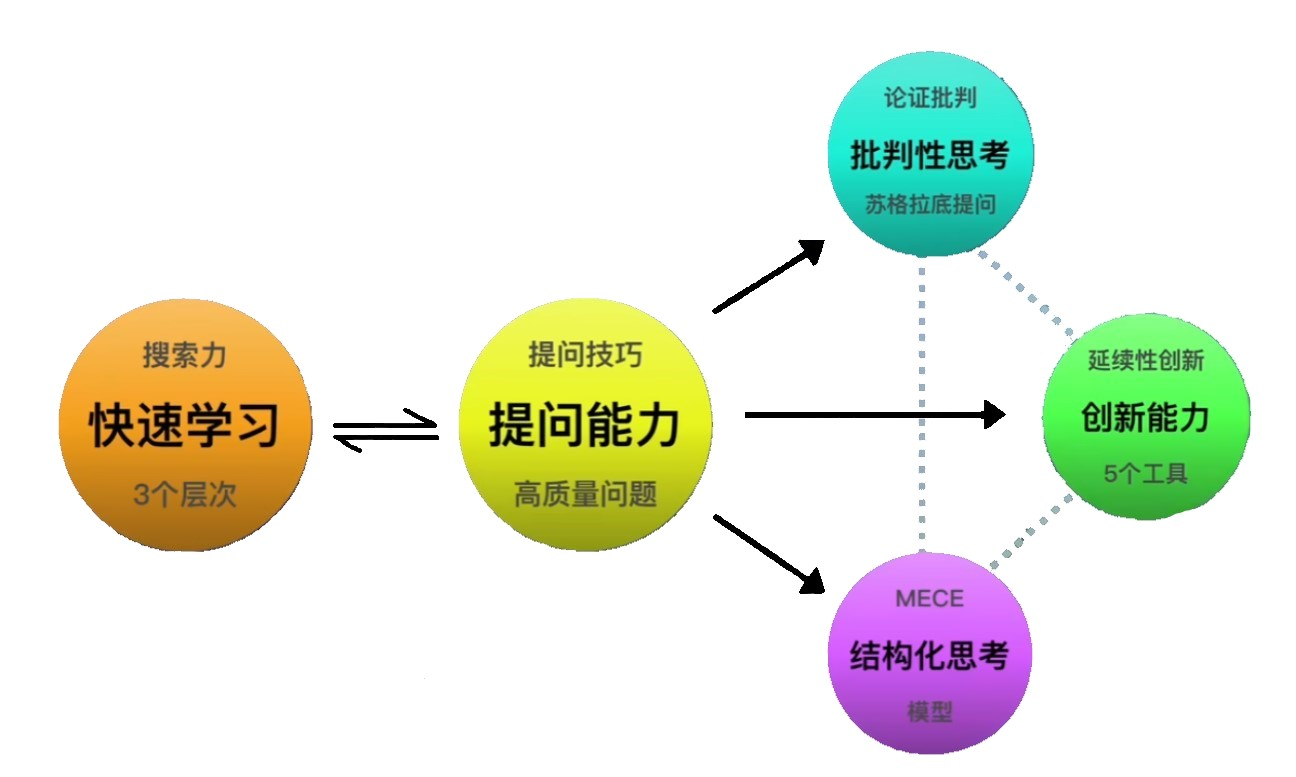 搜索力
快速学习
3个层次
提问技巧
提问能力
高质量问题
论证批判
批判性思考
苏格拉底提问
延续性创新
创新能力
5个工具
MECE
结构化思考
模型